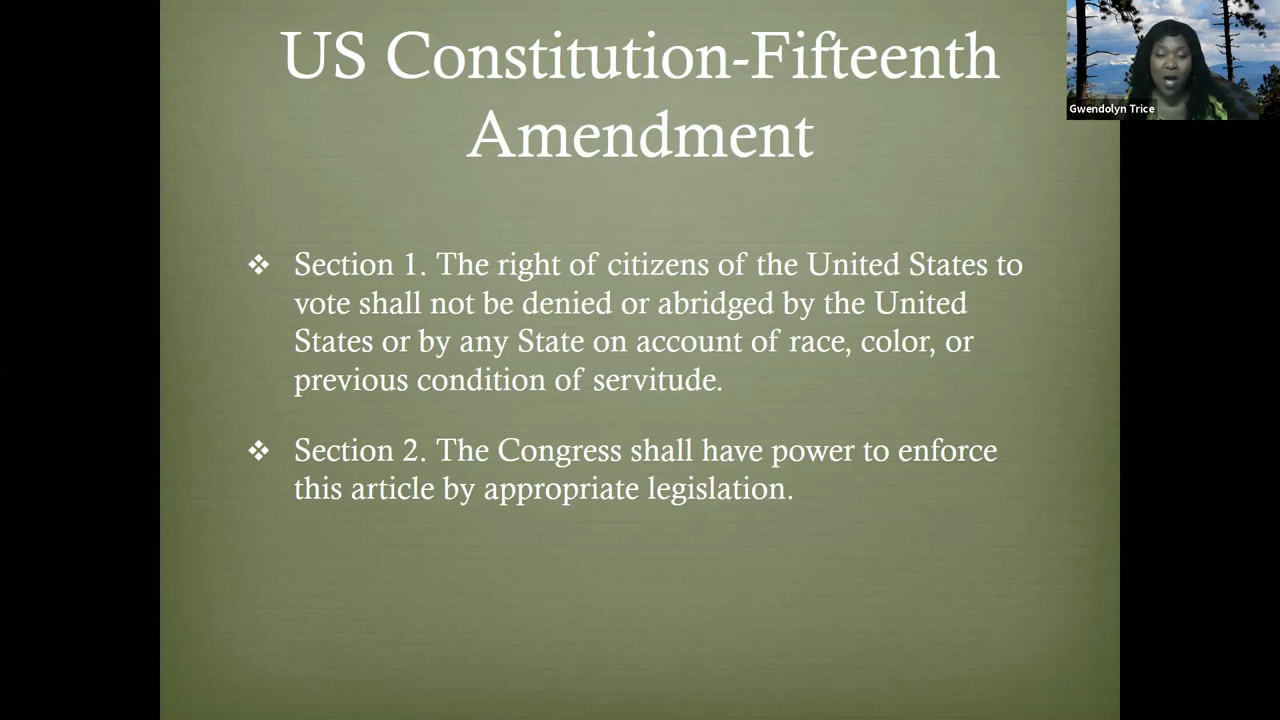 US Constitution-Fifteenth
Amendment
Gwendolyn Trice
❖ Section 1. The right of citizens of the United States to
vote shall not be denied or abridged by the United
States or by any State on account of race, color, or
previous condition of servitude.
❖ Section 2. The Congress shall have power to enforce
this article by appropriate legislation.